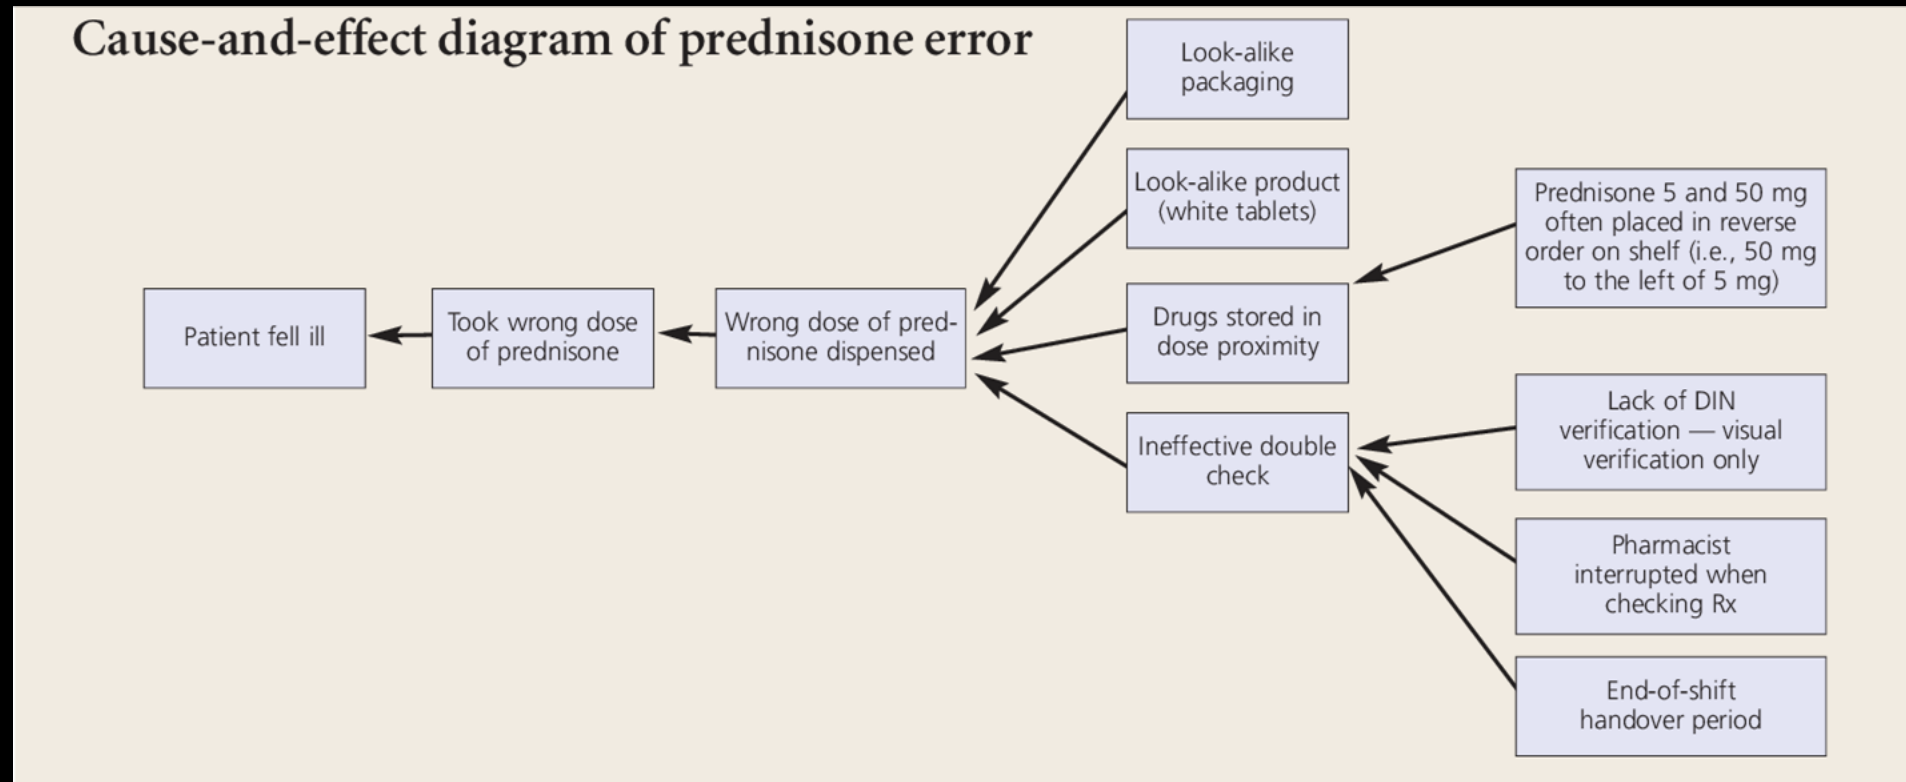 Cause-and-effect diagram of prednisone error
Look-alike
packaging
Look-alike product
(white tablets)
Prednisone 5 and 50 mg
often placed in reverse
order on shelf (i.e., 50 mg
to the left of 5 mg)
Patient fell ill
Took wrong dose
of prednisone
Wrong dose of pred-
nisone dispensed
Drugs stored in
dose proximity
Ineffective double
check
Lack of DIN
verification — visual
verification only
Pharmacist
interrupted when
checking Rx
End-of-shift
handover period